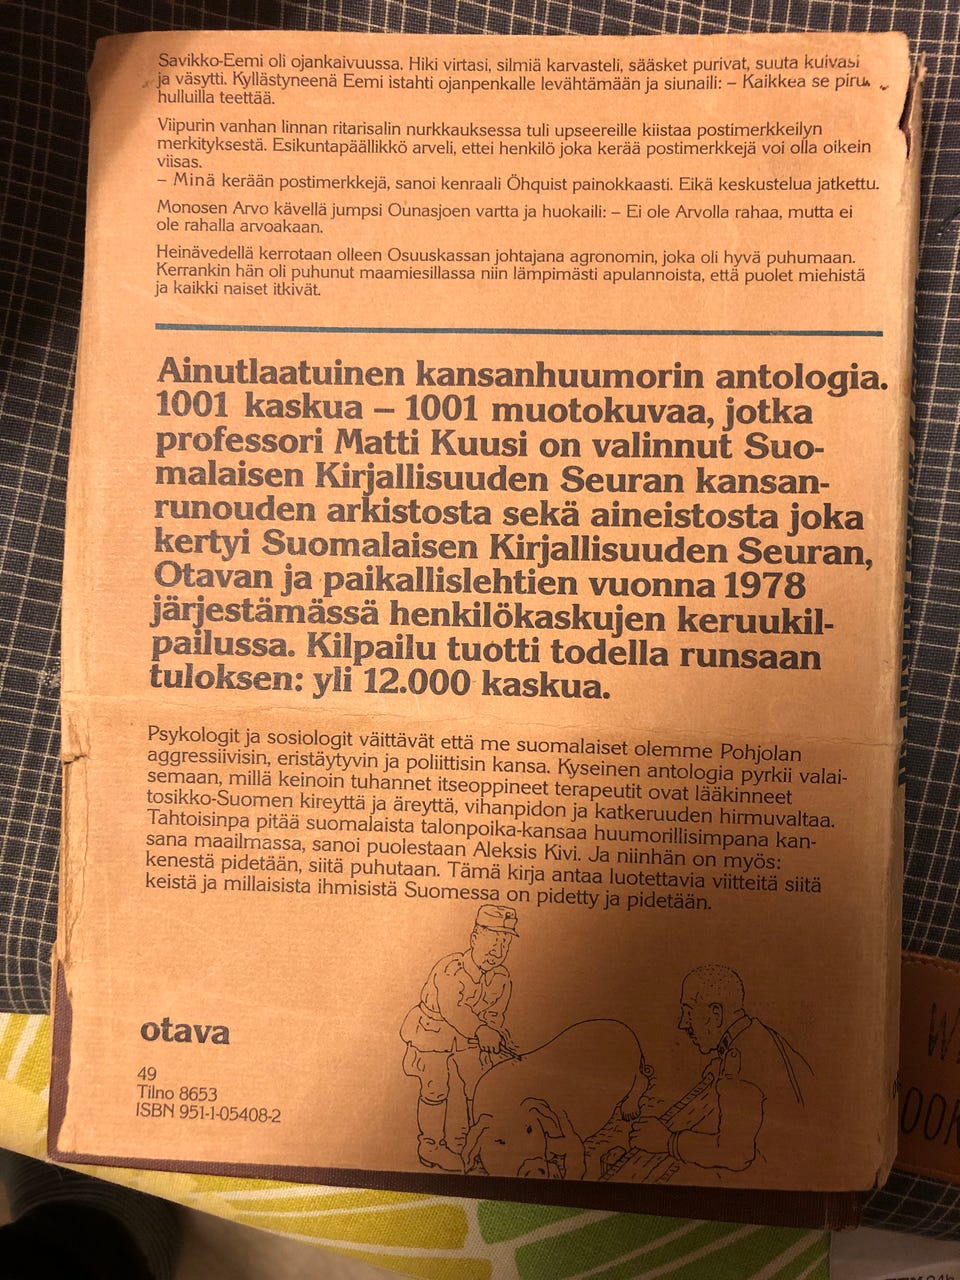 Savikko-Eemi oli ojankaivuussa. Hiki virtasi, silmiä karvasteli, sääsket purivat, suuta kuivasi
ja väsytti. Kyllästyneenä Eemi istahti ojanpenkalle levähtämään ja siunaili: – Kaikkea se piru
hulluilla teettää.
Viipurin vanhan linnan ritarisalin nurkkauksessa tuli upseereille kiistaa postimerkkeilyn
merkityksestä. Esikuntapäällikkö arveli, ettei henkilö joka kerää postimerkkejä voi olla oikein
viisas.
– Minä kerään postimerkkejä, sanoi kenraali Öhquist painokkaasti. Eikä keskustelua jatkettu.
Monosen Arvo kävellä jumpsi Ounasjoen vartta ja huokaili: – Ei ole Arvolla rahaa, mutta ei
ole rahalla arvoakaan.
Heinävedellä kerrotaan olleen Osuuskassan johtajana agronomin, joka oli hyvä puhumaan.
Kerrankin hän oli puhunut maamiesillassa niin lämpimästi apulannoista, että puolet miehistä
ja kaikki naiset itkivät.
Ainutlaatuinen kansanhuumorin antologia.
1001 kaskua – 1001 muotokuvaa, jotka
professori Matti Kuusi on valinnut Suo-
malaisen Kirjallisuuden Seuran kansan-
runouden arkistosta sekä aineistosta joka
kertyi Suomalaisen Kirjallisuuden Seuran,
Otavan ja paikallislehtien vuonna 1978
järjestämässä henkilökaskujen keruukil-
pailussa. Kilpailu tuotti todella runsaan
tuloksen: yli 12.000 kaskua.
Psykologit ja sosiologit väittävät että me suomalaiset olemme Pohjolan
aggressiivisin, eristäytyvin ja poliittisin kansa. Kyseinen antologia pyrkii valai-
semaan, millä keinoin tuhannet itseoppineet terapeutit ovat lääkinneet
tosikko-Suomen kireyttä ja äreyttä, vihanpidon ja katkeruuden hirmuvaltaa.
Tahtoisinpa pitää suomalaista talonpoika-kansaa huumorillisimpana kan-
sana maailmassa, sanoi puolestaan Aleksis Kivi. Ja niinhän on myös:
kenestä pidetään, siitä puhutaan. Tämä kirja antaa luotettavia viitteitä siitä
keistä ja millaisista ihmisistä Suomessa on pidetty ja pidetään.
otava
49
Tilno 8653
ISBN 951-1-05408-2